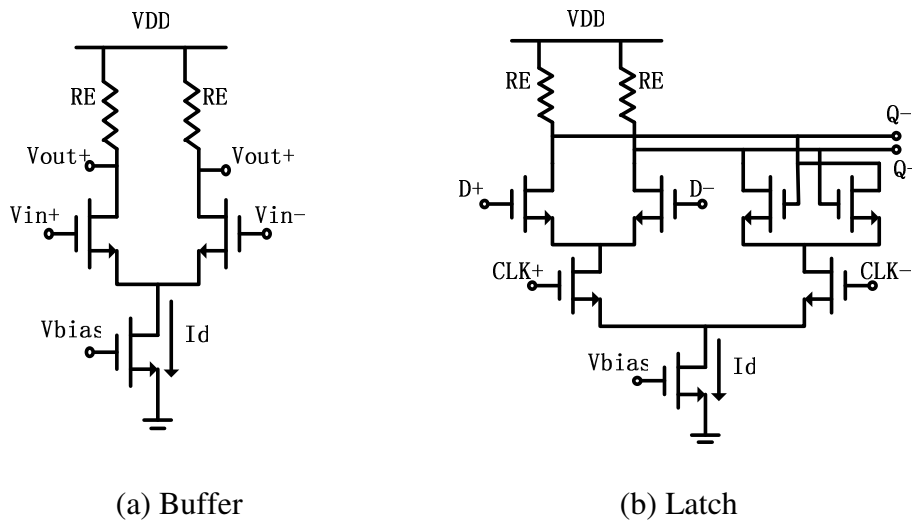 VDD
RE RE
Vout+ Vout+
Vin+ Vin-
Vbias Id
(a) Buffer
VDD
RE RE
Q-
Q-
D+ D-
CLK+ CLK-
Vbias Id
(b) Latch